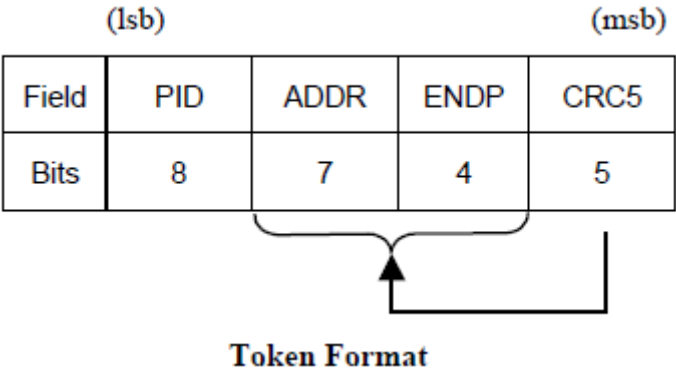 (lsb) (msb)
Field PID ADDR ENDP CRC5
Bits 8 7 4 5
Token Format